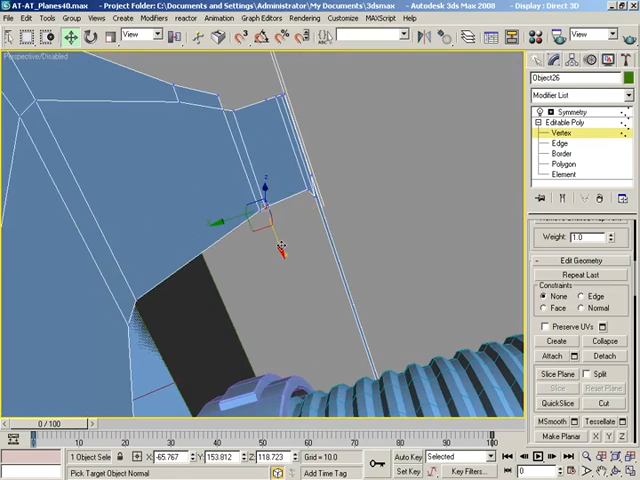 AT-AT_Planes40.max - Project Folder: C:\Documents and Settings\Administrator\My Documents\3dsmax - Autodesk 3ds Max 2008 - Display : Direct 3D
File Edit Tools Group Views Create Modifiers reactor Animation Graph Editors Rendering Customize MAXScript Help
View
View
Perspective/Disabled
z
Object26
Modifier List
Symmetry
Editable Poly
Vertex
Edge
Border
Polygon
Element
Weight: 1.0
Edit Geometry
Repeat Last
Constraints
None Edge
Face Normal
Preserve UVs
Create Collapse
Attach Detach
Slice Plane Split
Slice Reset Plane
QuickSlice Cut
MSmooth Tessellate
Make Planar X Y Z
0 / 100
0 10 20 30 40 50 60 70 80 90 100
1 Object Sele X: -65.767 Y: 153.812 Z: 118.723 Grid = 10.0
Pick Target Object Normal
Add Time Tag
Auto Key Selected
Set Key Key Filters...
0